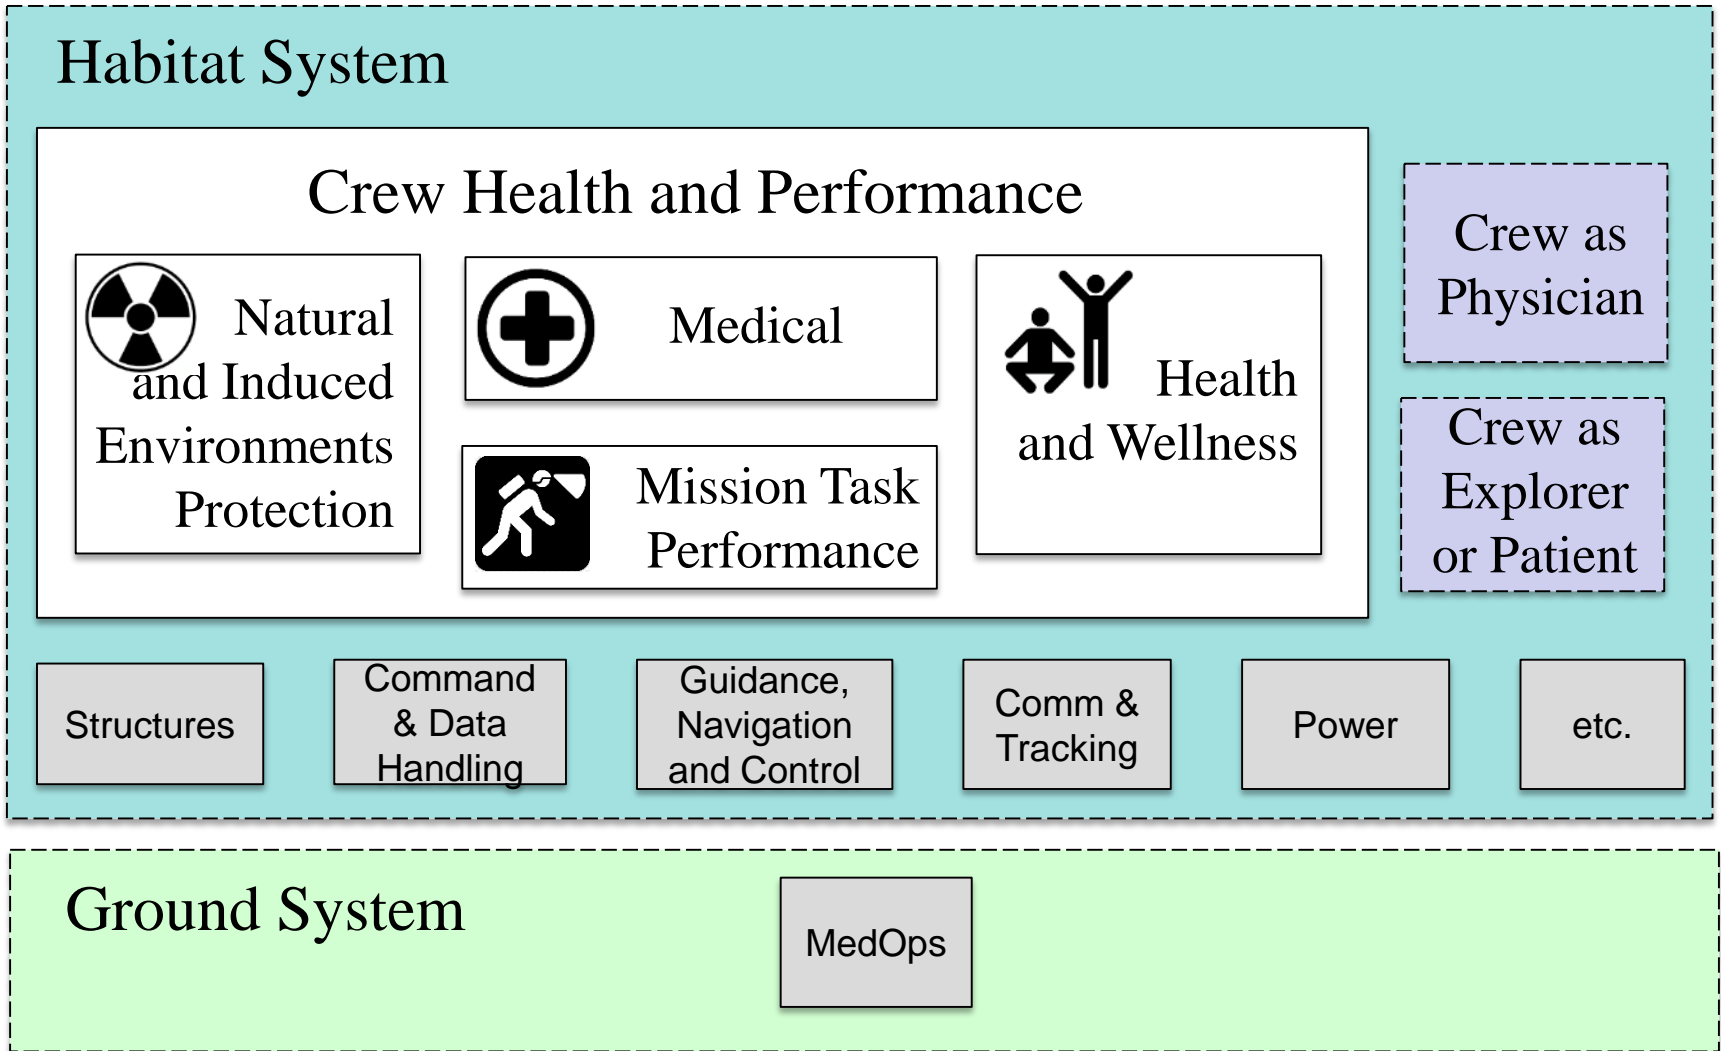 Habitat System
Crew Health and Performance
Natural
and Induced
Environments
Protection
Medical
Mission Task
Performance
Health
and Wellness
Crew as
Physician
Crew as
Explorer
or Patient
Structures
Command
& Data
Handling
Guidance,
Navigation
and Control
Comm &
Tracking
Power
etc.
Ground System
MedOps